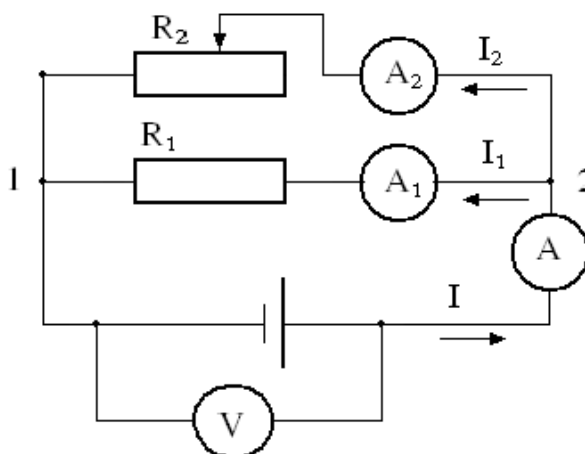 R₂
A₂ I₂
R₁ I₁
1 A₁ 2
A
I
V